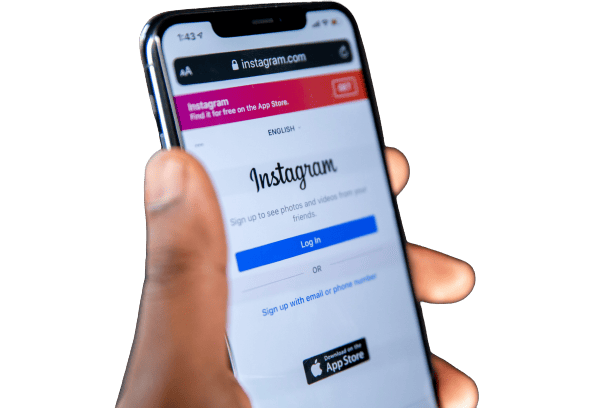 1:43
AA instagram.com
Instagram
Find it for free on the App Store.
GET
ENGLISH
Instagram
Sign up to see photos and videos from your
friends.
Log In
OR
Sign up with email or phone number
Download on the
App Store